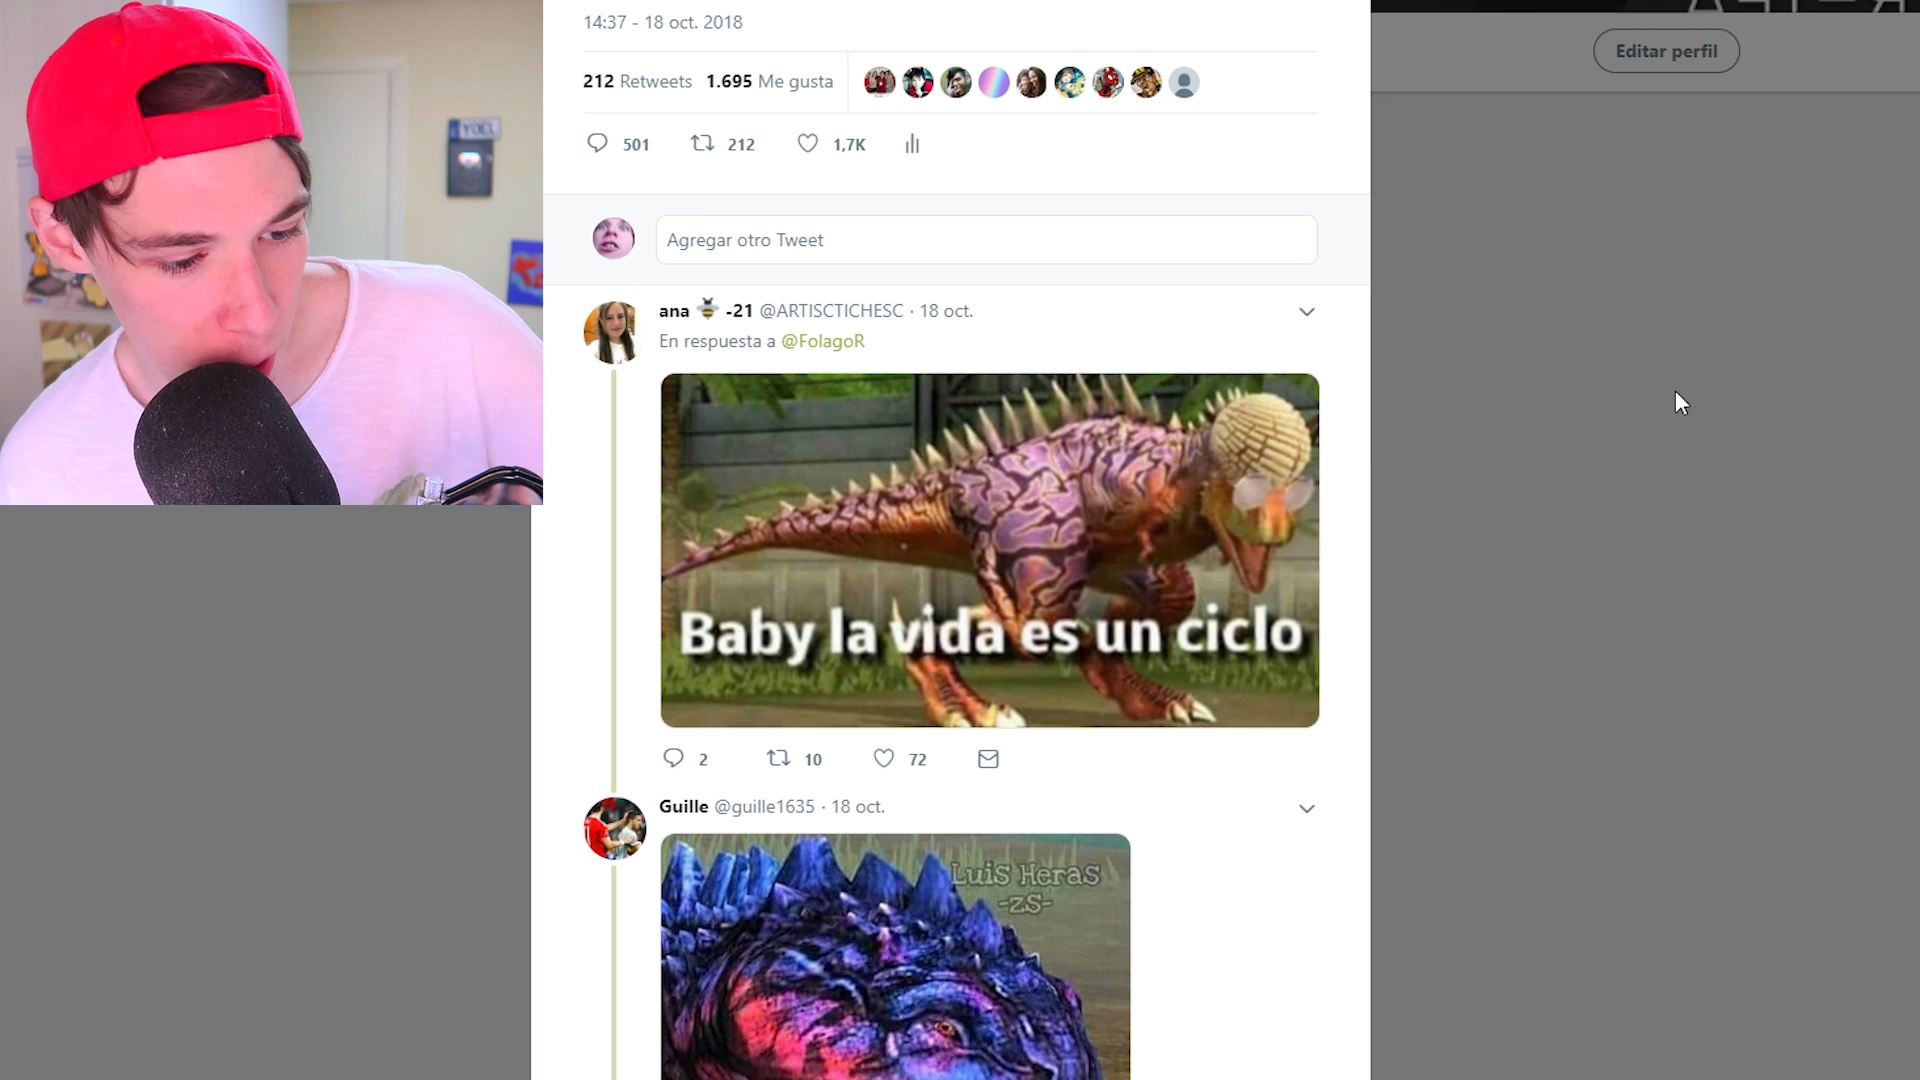 14:37 - 18 oct. 2018
Editar perfil
212 Retweets 1.695 Me gusta
YOEL
501 212 1,7K
Agregar otro Tweet
ana -21 @ARTISCTICHESC · 18 oct.
En respuesta a @FolagoR
Baby la vida es un ciclo
2 10 72
Guille @guille1635 · 18 oct.
Luis Heras
-zS-